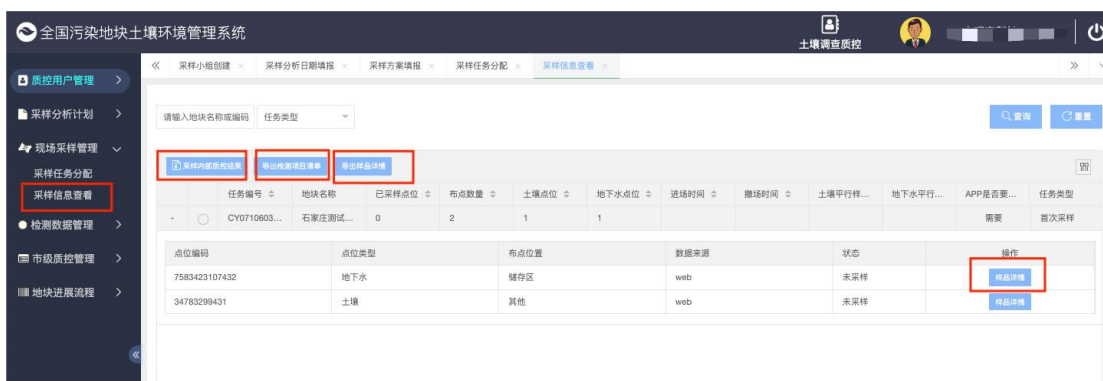 全国污染地块土壤环境管理系统
土壤调查质控
质控用户管理
采样分析计划
现场采样管理
采样任务分配
采样信息查看
检测数据管理
市级质控管理
地块进展流程
采样小组创建 × 采样分析日期填报 × 采样方案填报 × 采样任务分配 × 采样信息查看 ×
请输入地块名称或编码 任务类型 查询 重置
采样内部质控结束 导出检测项目清单 导出样品详情
任务编号 地块名称 已采样点位 布点数量 土壤点位 地下水点位 进场时间 撤场时间 土壤平行样... 地下水平行... APP是否要... 任务类型
- CY0710603... 石家庄测试... 0 2 1 1 需要 首次采样
点位编码 点位类型 布点位置 数据来源 状态 操作
7583423107432 地下水 储存区 web 未采样 样品详情
34783299431 土壤 其他 web 未采样 样品详情